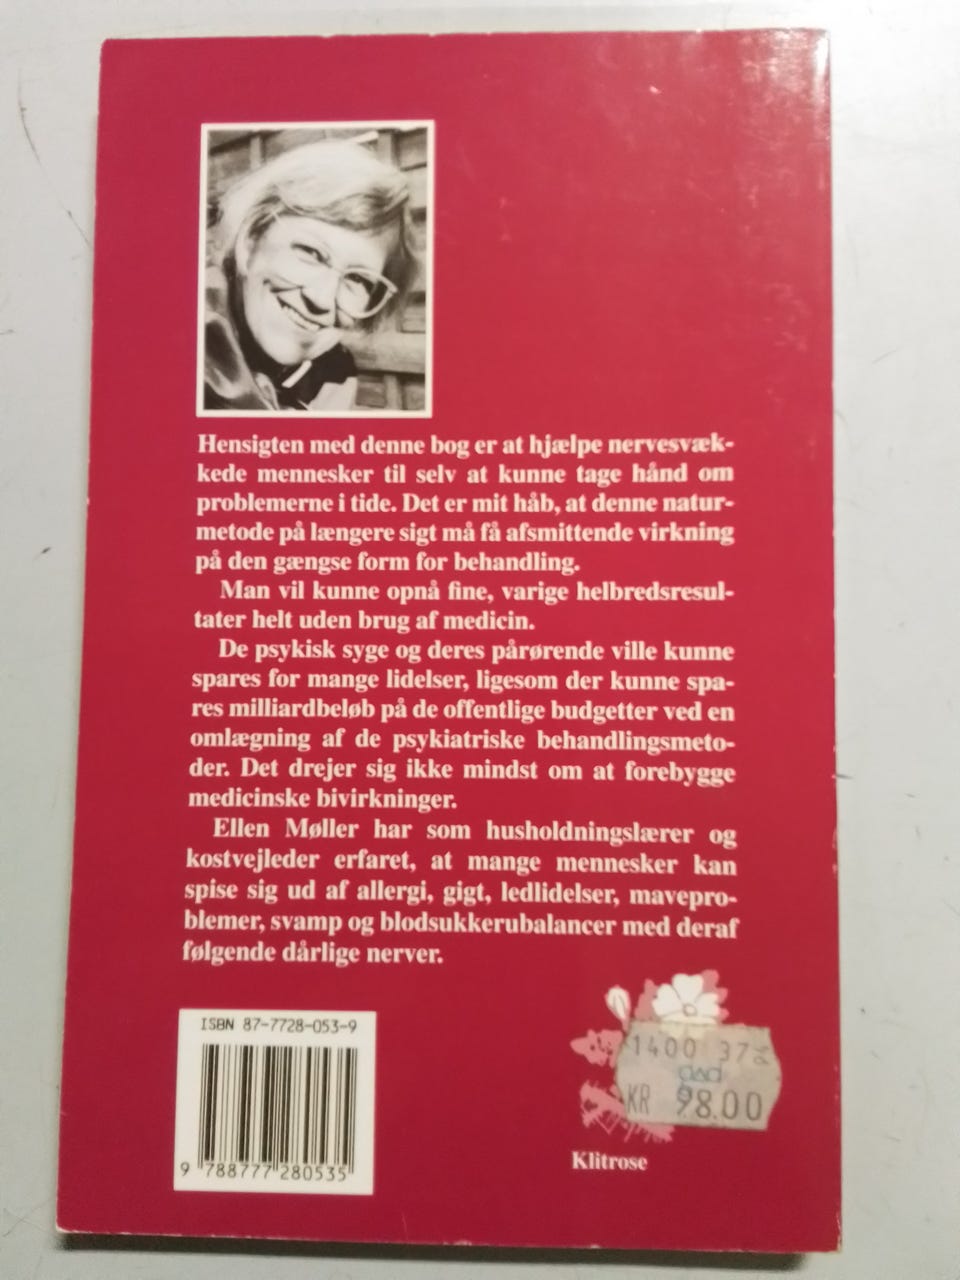 Hensigten med denne bog er at hjælpe nervesvæk-
kede mennesker til selv at kunne tage hånd om
problemerne i tide. Det er mit håb, at denne natur-
metode på længere sigt må få afsmittende virkning
på den gængse form for behandling.
Man vil kunne opnå fine, varige helbredsresul-
tater helt uden brug af medicin.
De psykisk syge og deres pårørende ville kunne
spares for mange lidelser, ligesom der kunne spa-
res milliardbeløb på de offentlige budgetter ved en
omlægning af de psykiatriske behandlingsmeto-
der. Det drejer sig ikke mindst om at forebygge
medicinske bivirkninger.
Ellen Møller har som husholdningslærer og
kostvejleder erfaret, at mange mennesker kan
spise sig ud af allergi, gigt, ledlidelser, mavepro-
blemer, svamp og blodsukkerubalancer med deraf
følgende dårlige nerver.
ISBN 87-7728-053-9
9 788777 280535
1400 37
KR 98.00
Klitrose